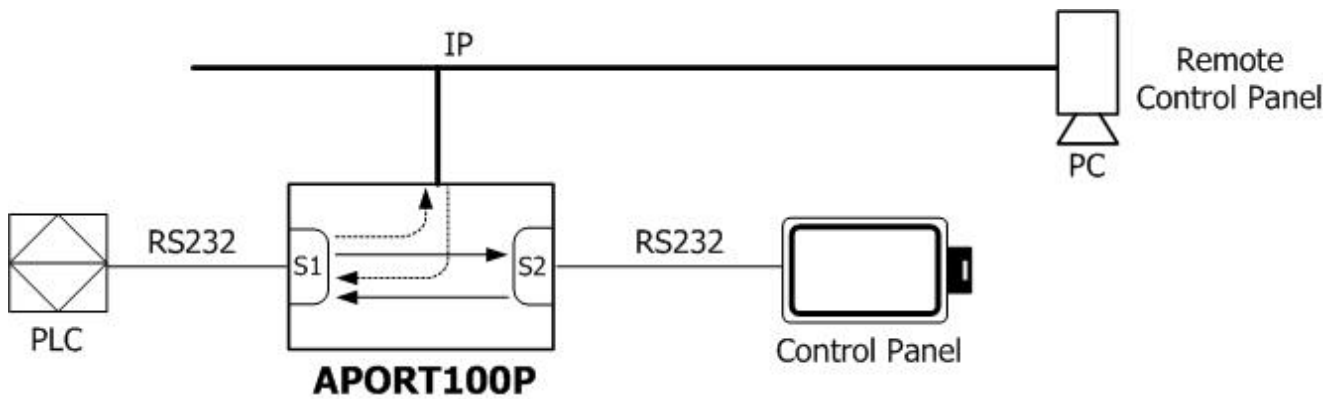 IP
Remote
Control Panel
PC
RS232
RS232
S1
S2
PLC
Control Panel
APORT100P